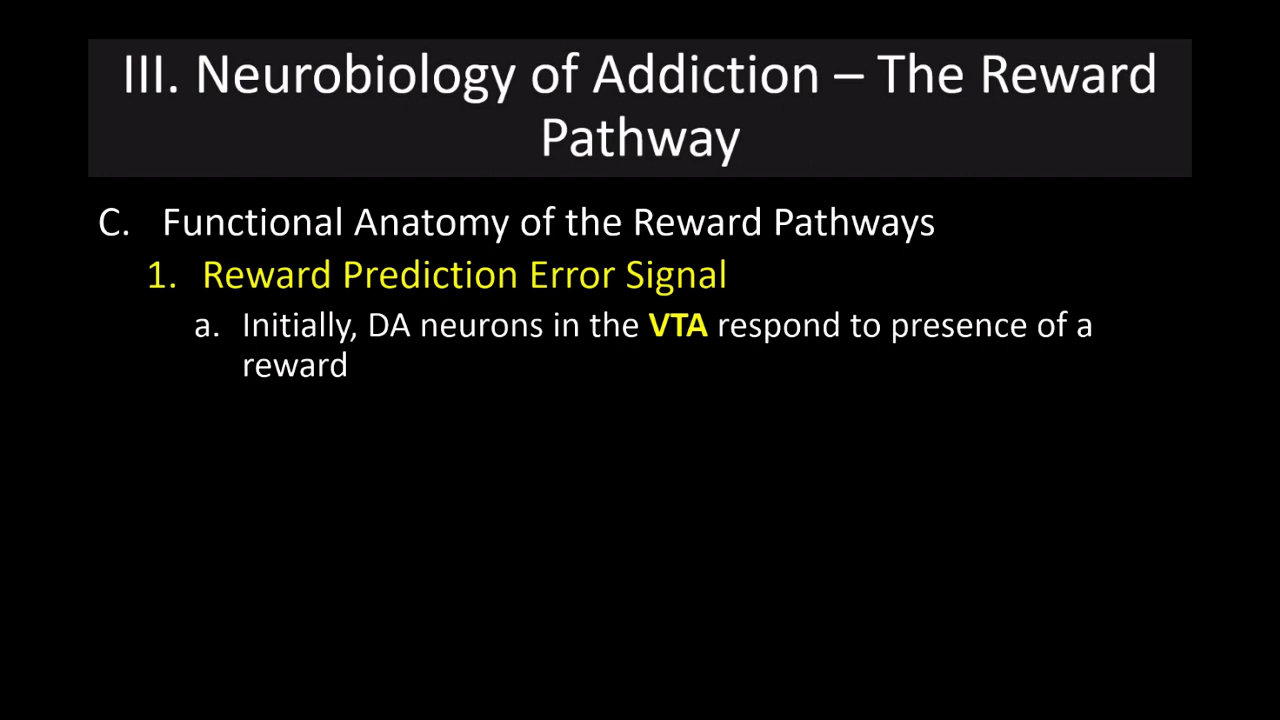 III. Neurobiology of Addiction – The Reward
Pathway
C. Functional Anatomy of the Reward Pathways
1. Reward Prediction Error Signal
a. Initially, DA neurons in the VTA respond to presence of a
reward